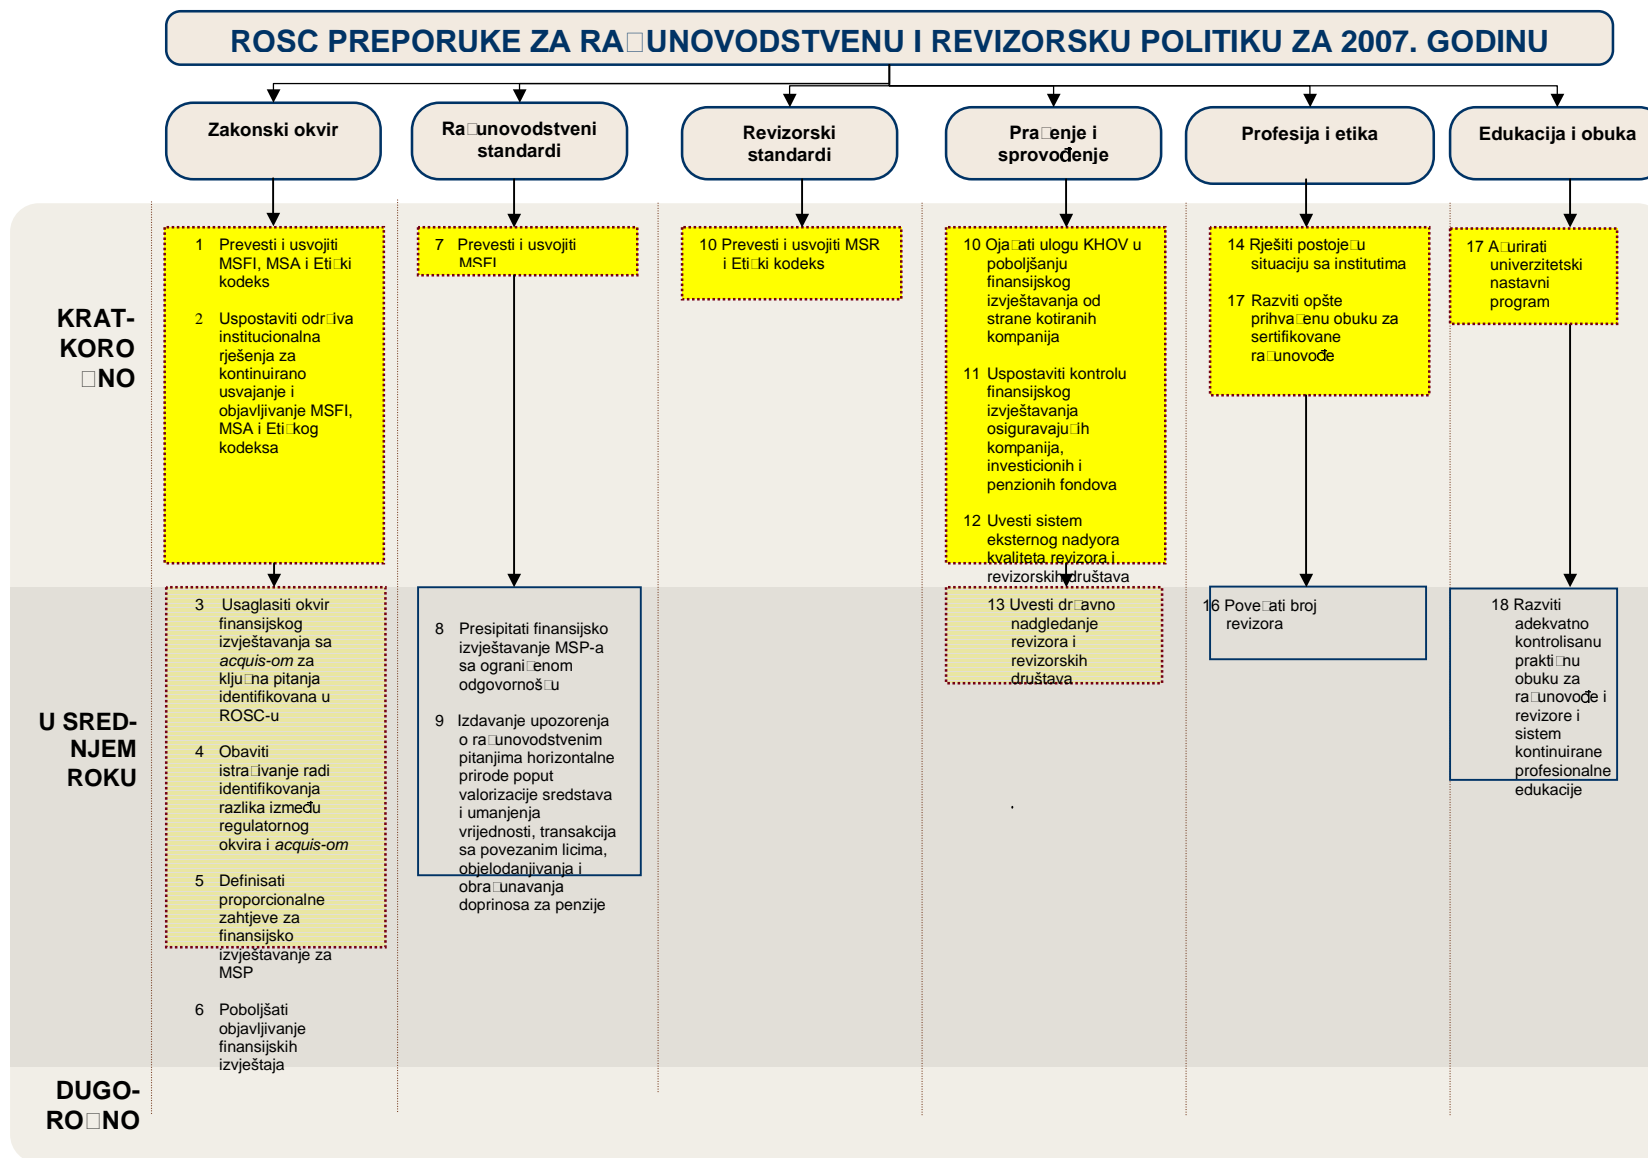 ROSC PREPORUKE ZA RA□UNOVODSTVENU I REVIZORSKU POLITIKU ZA 2007. GODINU
Zakonski okvir
Ra□unovodstveni
standardi
Revizorski
standardi
Pra□enje i
sprovođenje
Profesija i etika
Edukacija i obuka
KRAT-
KORO
□NO
1 Prevesti i usvojiti
MSFI, MSA i Eti□ki
kodeks
2 Uspostaviti odr□iva
institucionalna
rješenja za
kontinuirano
usvajanje i
objavljivanje MSFI,
MSA i Eti□kog
kodeksa
7 Prevesti i usvojiti
MSFI
10 Prevesti i usvojiti MSR
i Eti□ki kodeks
10 Oja□ati ulogu KHOV u
poboljšanju
finansijskog
izvještavanja od
strane kotiranih
kompanija
11 Uspostaviti kontrolu
finansijskog
izvještavanja
osiguravaju□ih
kompanija,
investicionih i
penzionih fondova
12 Uvesti sistem
eksternog nadyora
kvaliteta revizora i
revizorskih društava
14 Rješiti postoje□u
situaciju sa institutima
17 Razviti opšte
prihva□enu obuku za
sertifikovane
ra□unovođe
17 A□urirati
univerzitetski
nastavni
program
U SRED-
NJEM
ROKU
3 Usaglasiti okvir
finansijskog
izvještavanja sa
acquis-om za
klju□na pitanja
identifikovana u
ROSC-u
4 Obaviti
istra□ivanje radi
identifikovanja
razlika između
regulatornog
okvira i acquis-om
5 Definisati
proporcionalne
zahtjeve za
finansijsko
izvještavanje za
MSP
6 Poboljšati
objavljivanje
finansijskih
izvještaja
8 Presipitati finansijsko
izvještavanje MSP-a
sa ograni□enom
odgovornoš□u
9 Izdavanje upozorenja
o ra□unovodstvenim
pitanjima horizontalne
prirode poput
valorizacije sredstava
i umanjenja
vrijednosti, transakcija
sa povezanim licima,
objelodanjivanja i
obra□unavanja
doprinosa za penzije
13 Uvesti dr□avno
nadgledanje
revizora i
revizorskih
društava
16 Pove□ati broj
revizora
18 Razviti
adekvatno
kontrolisanu
prakti□nu
obuku za
ra□unovođe i
revizore i
sistem
kontinuirane
profesionalne
edukacije
DUGO-
RO□NO